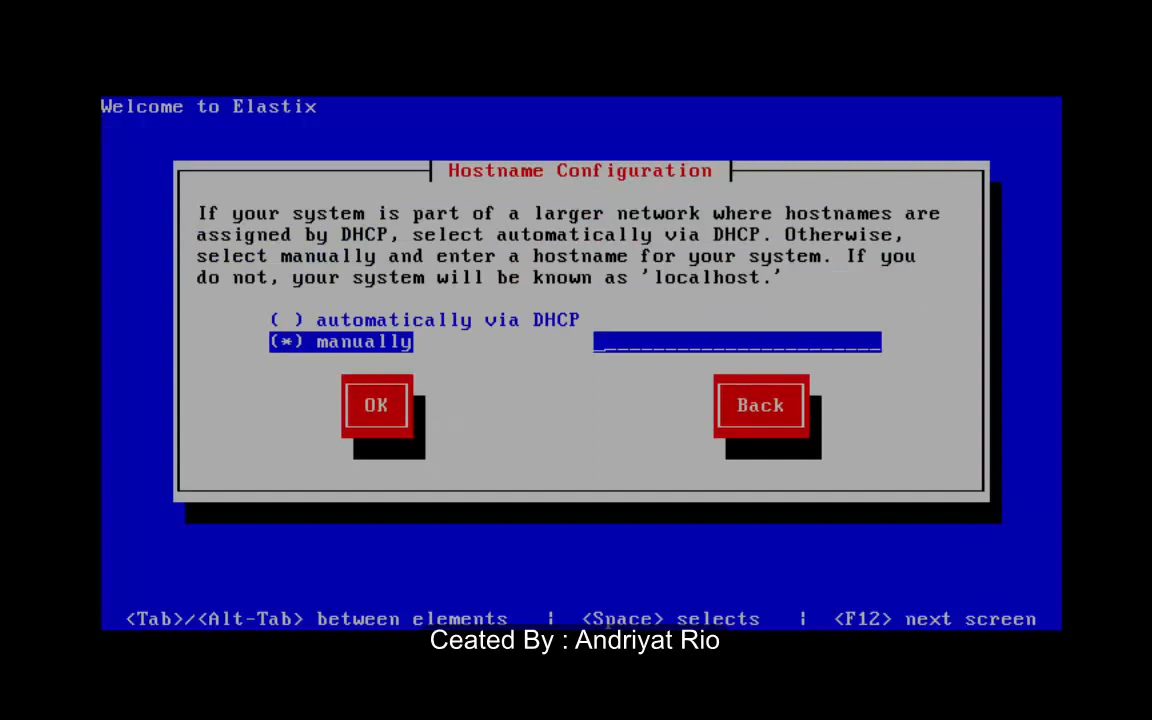 Welcome to Elastix
Hostname Configuration
If your system is part of a larger network where hostnames are
assigned by DHCP, select automatically via DHCP. Otherwise,
select manually and enter a hostname for your system. If you
do not, your system will be known as 'localhost.'
( ) automatically via DHCP
(*) manually ________________________
OK Back
<Tab>/<Alt-Tab> between elements | <Space> selects | <F12> next screen
Ceated By : Andriyat Rio